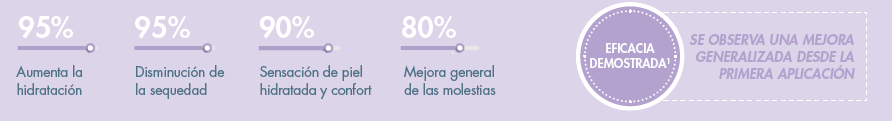 95%
Aumenta la
hidratación
95%
Disminución de
la sequedad
90%
Sensación de piel
hidratada y confort
80%
Mejora general
de las molestias
EFICACIA
DEMOSTRADA¹
SE OBSERVA UNA MEJORA
GENERALIZADA DESDE LA
PRIMERA APLICACIÓN